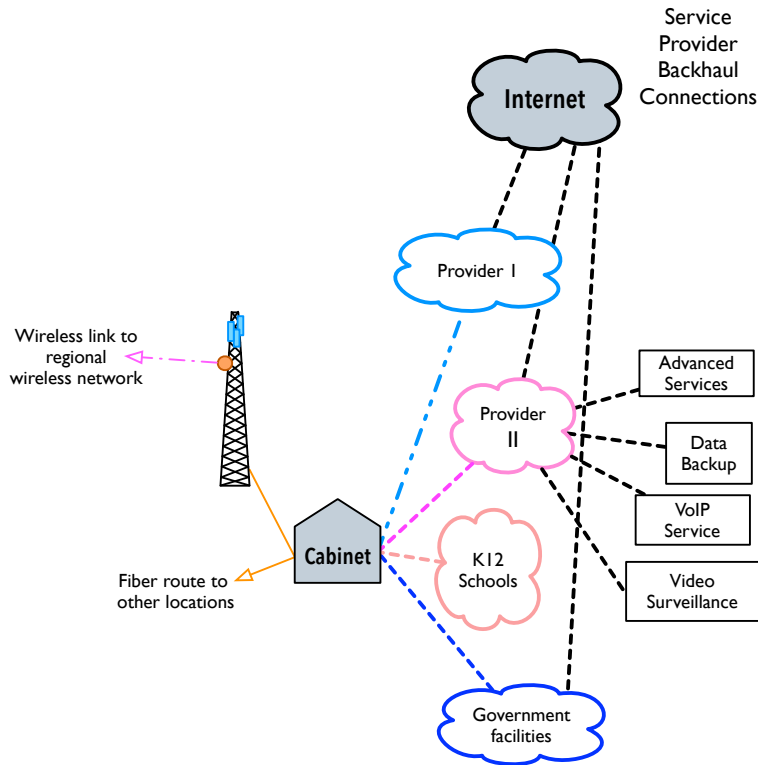 Service
Provider
Backhaul
Connections
Internet
Provider I
Wireless link to
regional
wireless network
Advanced
Services
Provider
II
Data
Backup
VoIP
Service
Cabinet
K12
Schools
Video
Surveillance
Fiber route to
other locations
Government
facilities